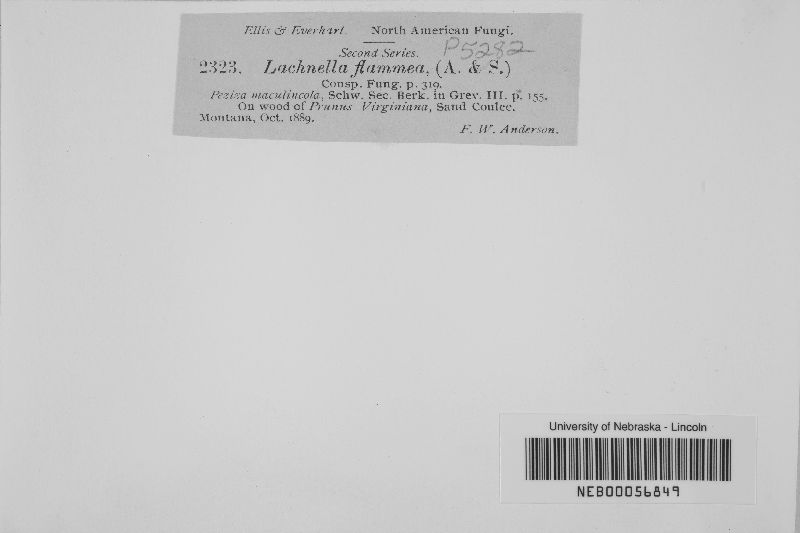 Ellis & Everhart. North American Fungi.
Second Series.
P5282
2323. Lachnella flammea, (A. & S.)
Consp. Fung. p. 319.
Peziza maculincola, Schw. Sec. Berk. in Grev. III. p. 155.
On wood of Prunus Virginiana, Sand Coulee.
Montana, Oct. 1889.
F. W. Anderson.
University of Nebraska - Lincoln
NEB00056849